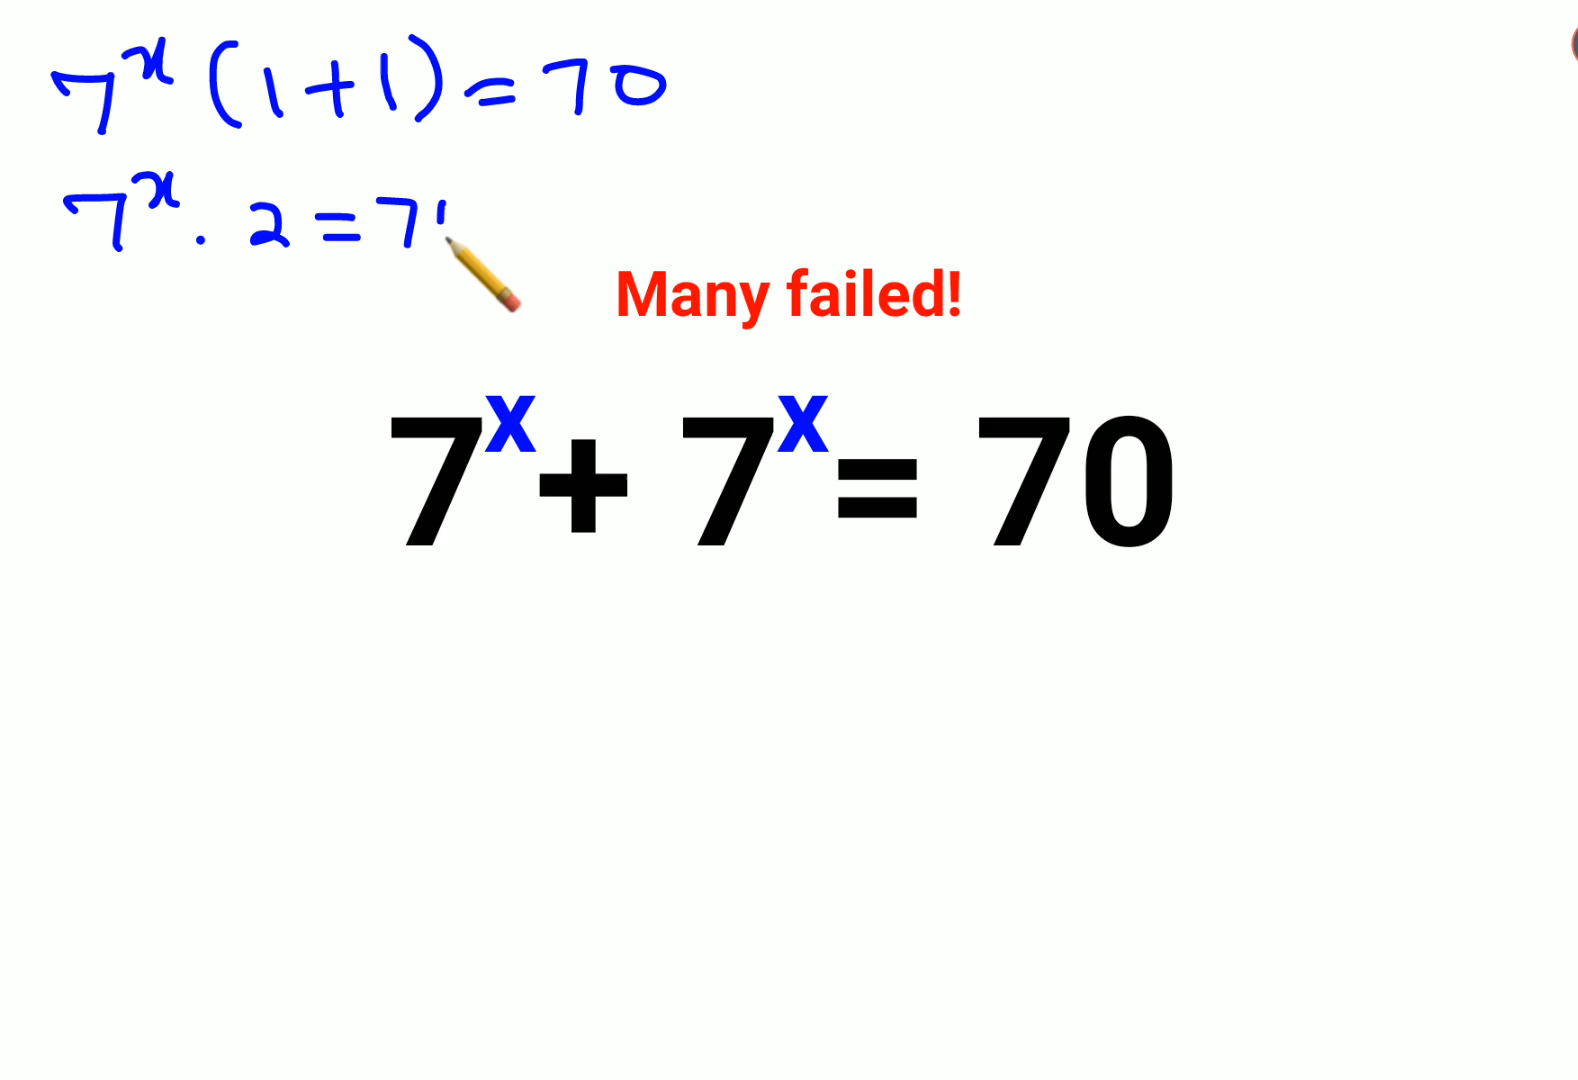 7^x (1+1) = 70
7^x . 2 = 7
Many failed!
7^x + 7^x = 70